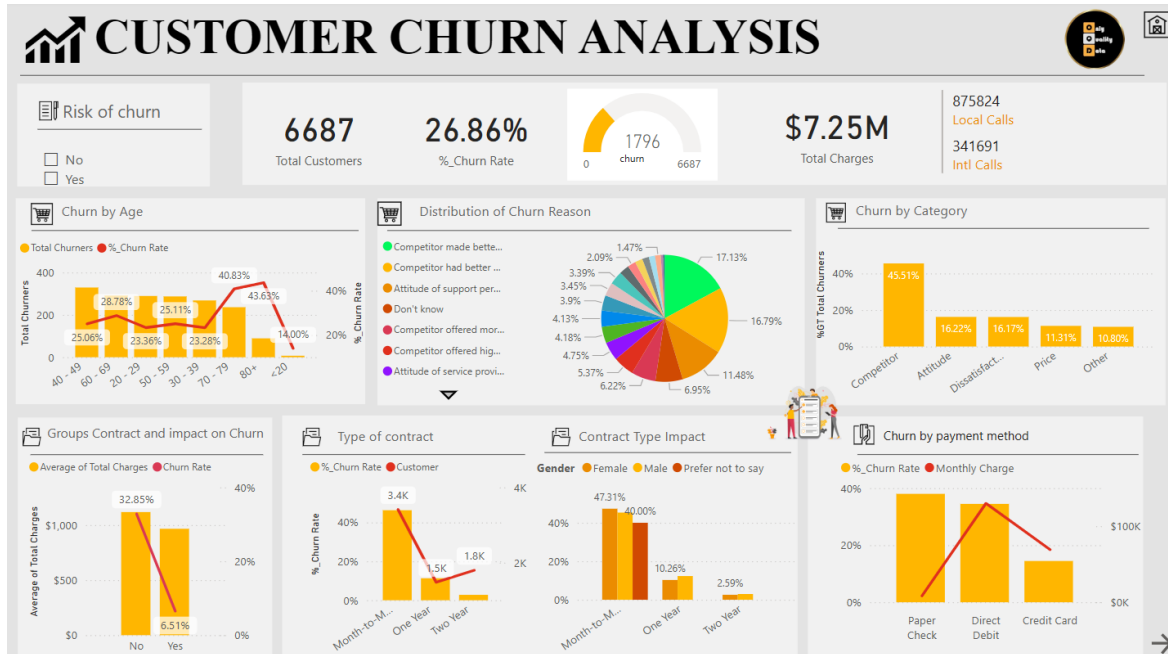 CUSTOMER CHURN ANALYSIS
Only
Quality
Data
Risk of churn
No
Yes
6687
Total Customers
26.86%
%_Churn Rate
1796
churn
0
6687
$7.25M
Total Charges
875824
Local Calls
341691
Intl Calls
Churn by Age
Total Churners
%_Churn Rate
Total Churners
400
200
0
25.06%
28.78%
23.36%
25.11%
23.28%
40.83%
43.63%
14.00%
40%
20%
%_Churn Rate
40 - 49
60 - 69
20 - 29
50 - 59
30 - 39
70 - 79
80+
<20
Distribution of Churn Reason
Competitor made bette...
Competitor had better ...
Attitude of support per...
Don't know
Competitor offered mor...
Competitor offered hig...
Attitude of service provi...
17.13%
16.79%
11.48%
6.95%
6.22%
5.37%
4.75%
4.18%
4.13%
3.9%
3.45%
3.39%
2.09%
1.47%
Churn by Category
%GT Total Churners
40%
20%
0%
45.51%
16.22%
16.17%
11.31%
10.80%
Competitor
Attitude
Dissatisfact...
Price
Other
Groups Contract and impact on Churn
Average of Total Charges
Churn Rate
Average of Total Charges
$1,000
$500
$0
32.85%
6.51%
40%
20%
0%
No
Yes
Type of contract
%_Churn Rate
Customer
%_Churn Rate
40%
20%
0%
3.4K
1.5K
1.8K
4K
2K
Month-to-M...
One Year
Two Year
Contract Type Impact
Gender
Female
Male
Prefer not to say
40%
20%
0%
47.31%
40.00%
10.26%
2.59%
Month-to-M...
One Year
Two Year
Churn by payment method
%_Churn Rate
Monthly Charge
40%
20%
0%
$100K
$0K
Paper
Check
Direct
Debit
Credit Card